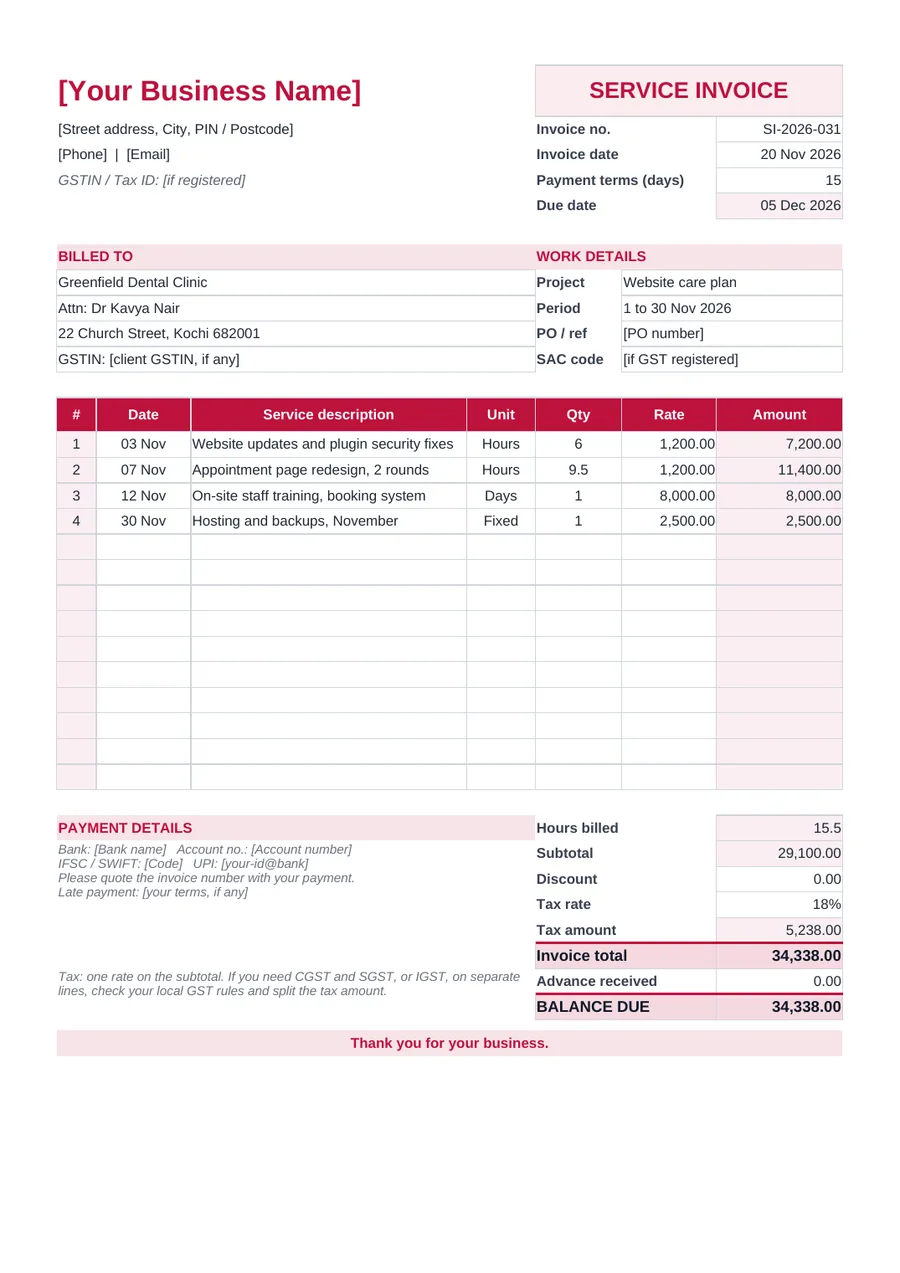 [Your Business Name]
SERVICE INVOICE
[Street address, City, PIN / Postcode]
Invoice no. SI-2026-031
[Phone] | [Email]
Invoice date 20 Nov 2026
GSTIN / Tax ID: [if registered]
Payment terms (days) 15
Due date 05 Dec 2026
BILLED TO
Greenfield Dental Clinic
Attn: Dr Kavya Nair
22 Church Street, Kochi 682001
GSTIN: [client GSTIN, if any]
WORK DETAILS
Project Website care plan
Period 1 to 30 Nov 2026
PO / ref [PO number]
SAC code [if GST registered]
# Date Service description Unit Qty Rate Amount
1 03 Nov Website updates and plugin security fixes Hours 6 1,200.00 7,200.00
2 07 Nov Appointment page redesign, 2 rounds Hours 9.5 1,200.00 11,400.00
3 12 Nov On-site staff training, booking system Days 1 8,000.00 8,000.00
4 30 Nov Hosting and backups, November Fixed 1 2,500.00 2,500.00
PAYMENT DETAILS
Bank: [Bank name] Account no.: [Account number]
IFSC / SWIFT: [Code] UPI: [your-id@bank]
Please quote the invoice number with your payment.
Late payment: [your terms, if any]
Tax: one rate on the subtotal. If you need CGST and SGST, or IGST, on separate
lines, check your local GST rules and split the tax amount.
Hours billed 15.5
Subtotal 29,100.00
Discount 0.00
Tax rate 18%
Tax amount 5,238.00
Invoice total 34,338.00
Advance received 0.00
BALANCE DUE 34,338.00
Thank you for your business.